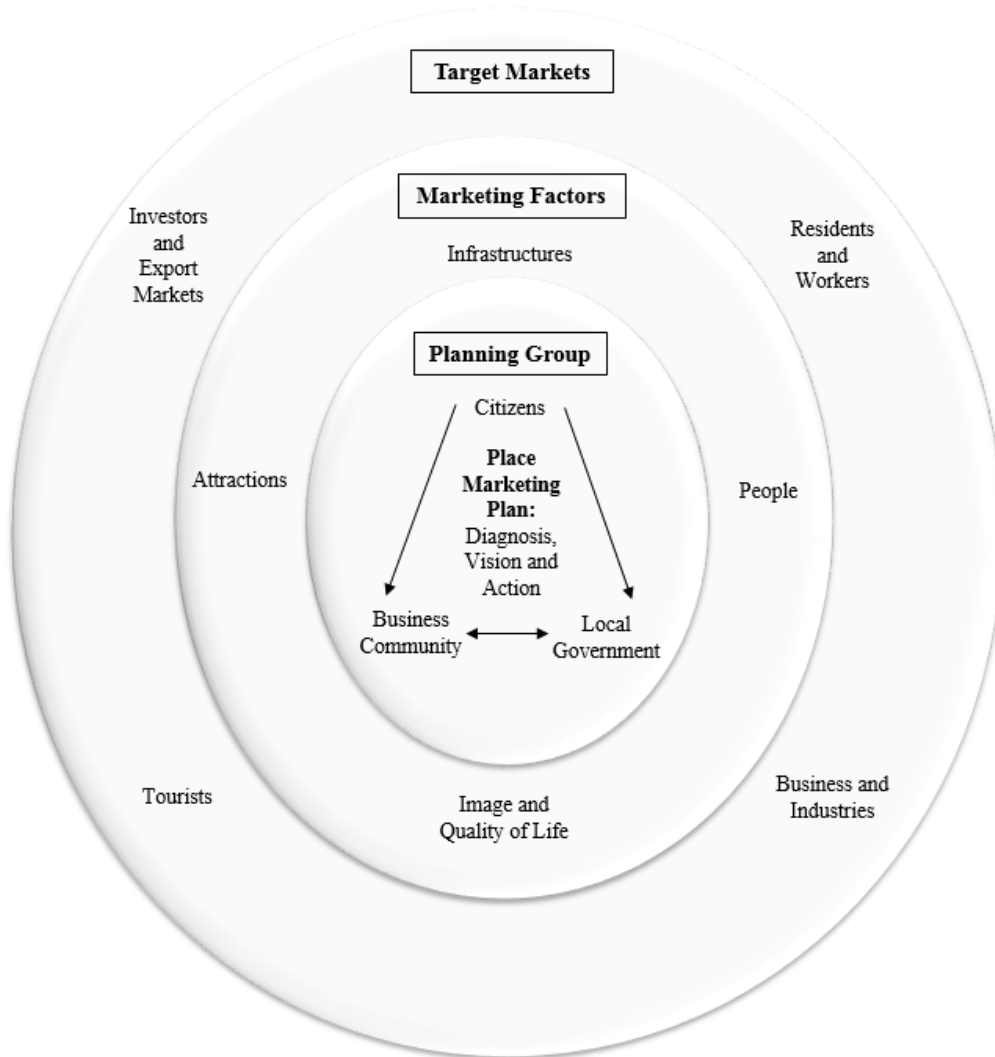 Target Markets
Marketing Factors
Investors
and
Export
Markets
Residents
and
Workers
Infrastructures
Planning Group
Citizens
Attractions
People
Place
Marketing
Plan:
Diagnosis,
Vision and
Action
Business
Community
Local
Government
Tourists
Image and
Quality of Life
Business and
Industries